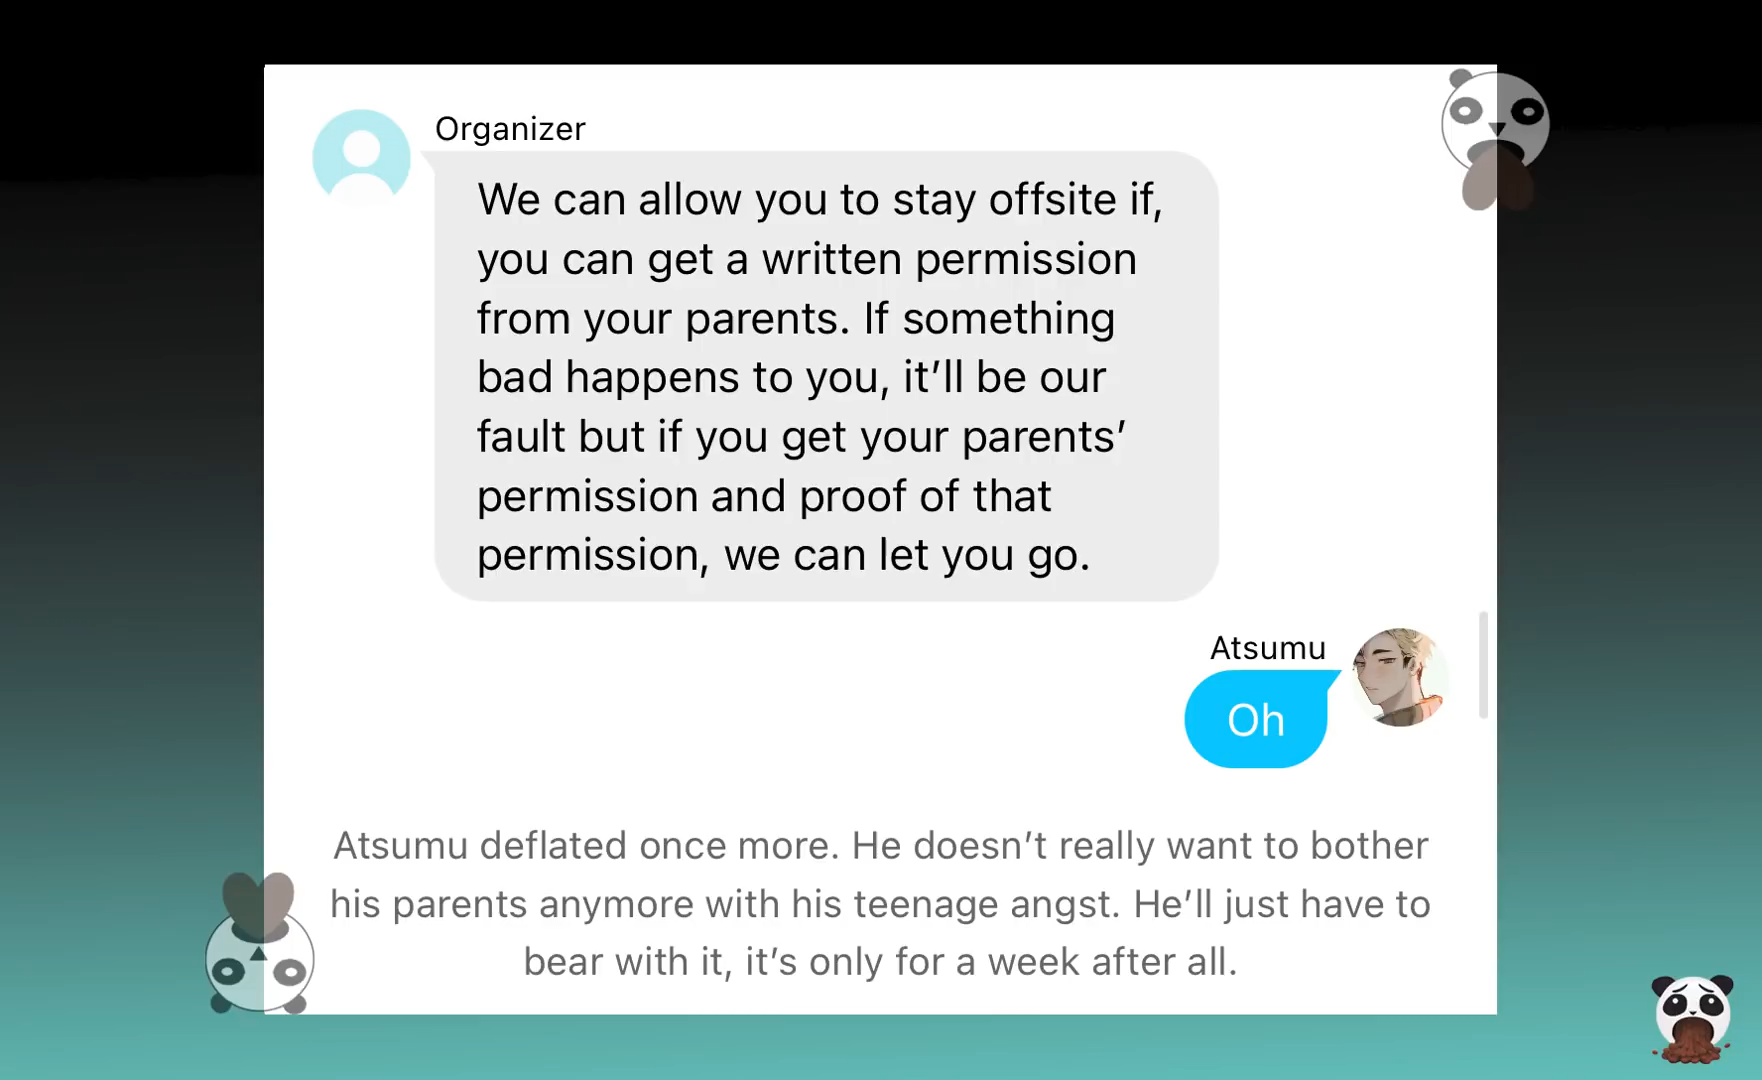 Organizer
We can allow you to stay offsite if,
you can get a written permission
from your parents. If something
bad happens to you, it’ll be our
fault but if you get your parents’
permission and proof of that
permission, we can let you go.
Atsumu
Oh
Atsumu deflated once more. He doesn’t really want to bother
his parents anymore with his teenage angst. He’ll just have to
bear with it, it’s only for a week after all.